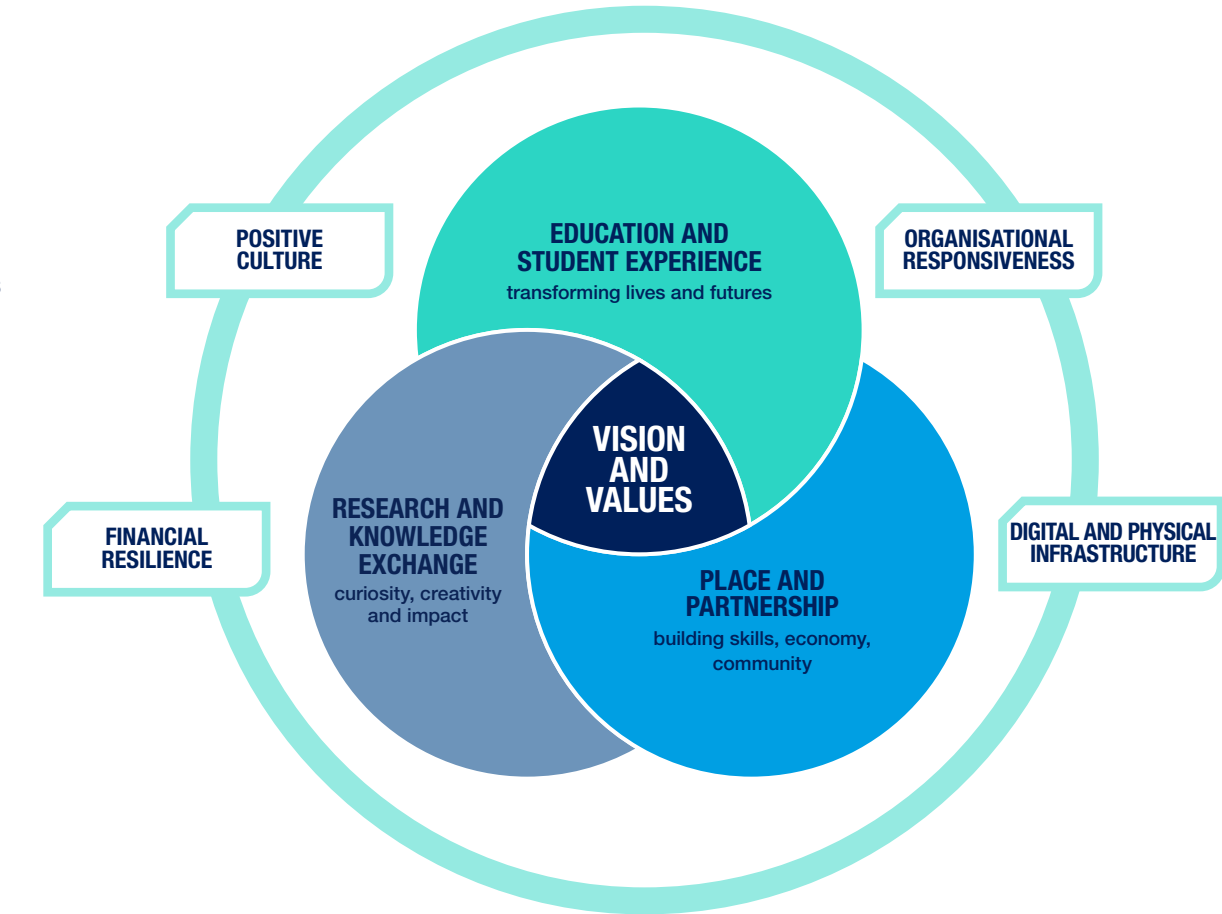 POSITIVE
CULTURE
EDUCATION AND
STUDENT EXPERIENCE
transforming lives and futures
ORGANISATIONAL
RESPONSIVENESS
VISION
AND
VALUES
RESEARCH AND
KNOWLEDGE
EXCHANGE
curiosity, creativity
and impact
FINANCIAL
RESILIENCE
PLACE AND
PARTNERSHIP
building skills, economy,
community
DIGITAL AND PHYSICAL
INFRASTRUCTURE